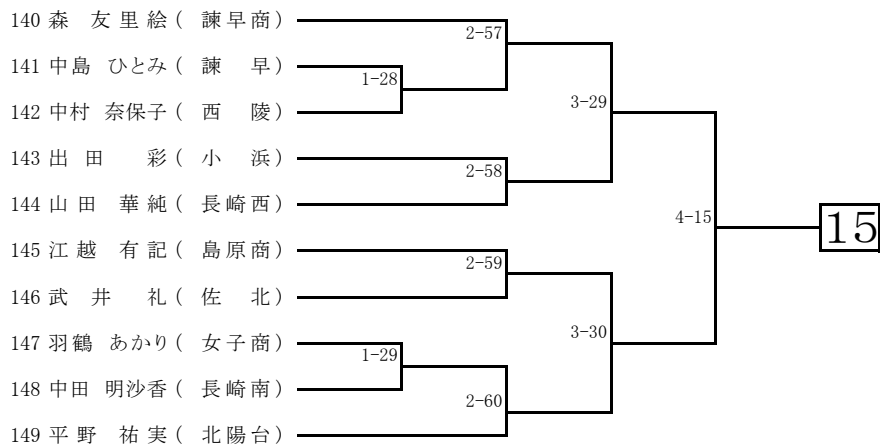 140 森 友里絵 ( 諫早商 )
2-57
141 中島 ひとみ ( 諫 早 )
1-28
142 中村 奈保子 ( 西 陵 )
3-29
143 出田 彩 ( 小 浜 )
2-58
144 山田 華純 ( 長崎西 )
4-15
15
145 江越 有記 ( 島原商 )
2-59
146 武井 礼 ( 佐 北 )
3-30
147 羽鶴 あかり ( 女子商 )
1-29
148 中田 明沙香 ( 長崎南 )
2-60
149 平野 祐実 ( 北陽台 )